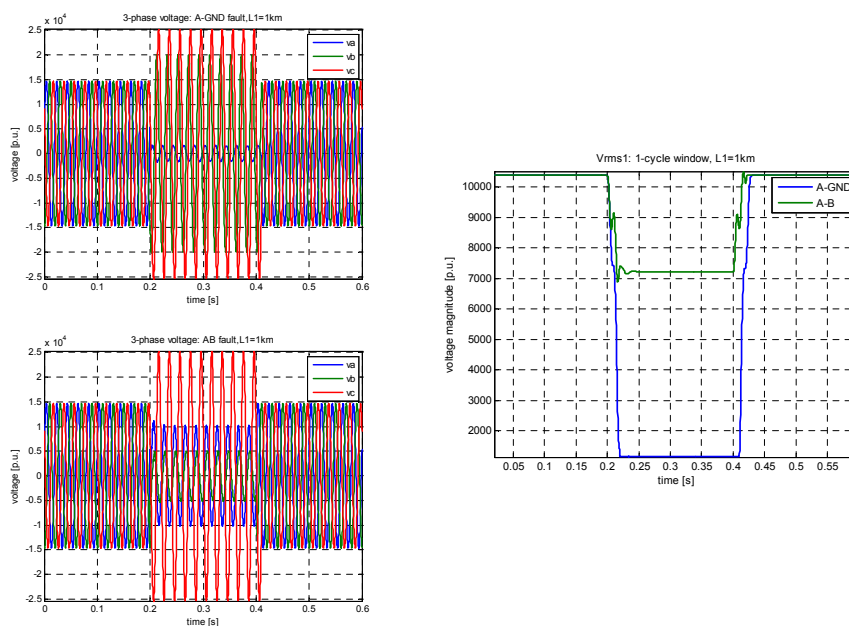 3-phase voltage: A-GND fault,L1=1km
x 10^4
2.5
2
1.5
1
0.5
0
-0.5
-1
-1.5
-2
-2.5
voltage [p.u.]
va
vb
vc
0 0.1 0.2 0.3 0.4 0.5 0.6
time [s]
3-phase voltage: AB fault,L1=1km
x 10^4
2.5
2
1.5
1
0.5
0
-0.5
-1
-1.5
-2
-2.5
voltage [p.u.]
va
vb
vc
0 0.1 0.2 0.3 0.4 0.5 0.6
time [s]
Vrms1: 1-cycle window, L1=1km
10000
9000
8000
7000
6000
5000
4000
3000
2000
voltage magnitude [p.u.]
A-GND
A-B
0.05 0.1 0.15 0.2 0.25 0.3 0.35 0.4 0.45 0.5 0.55
time [s]